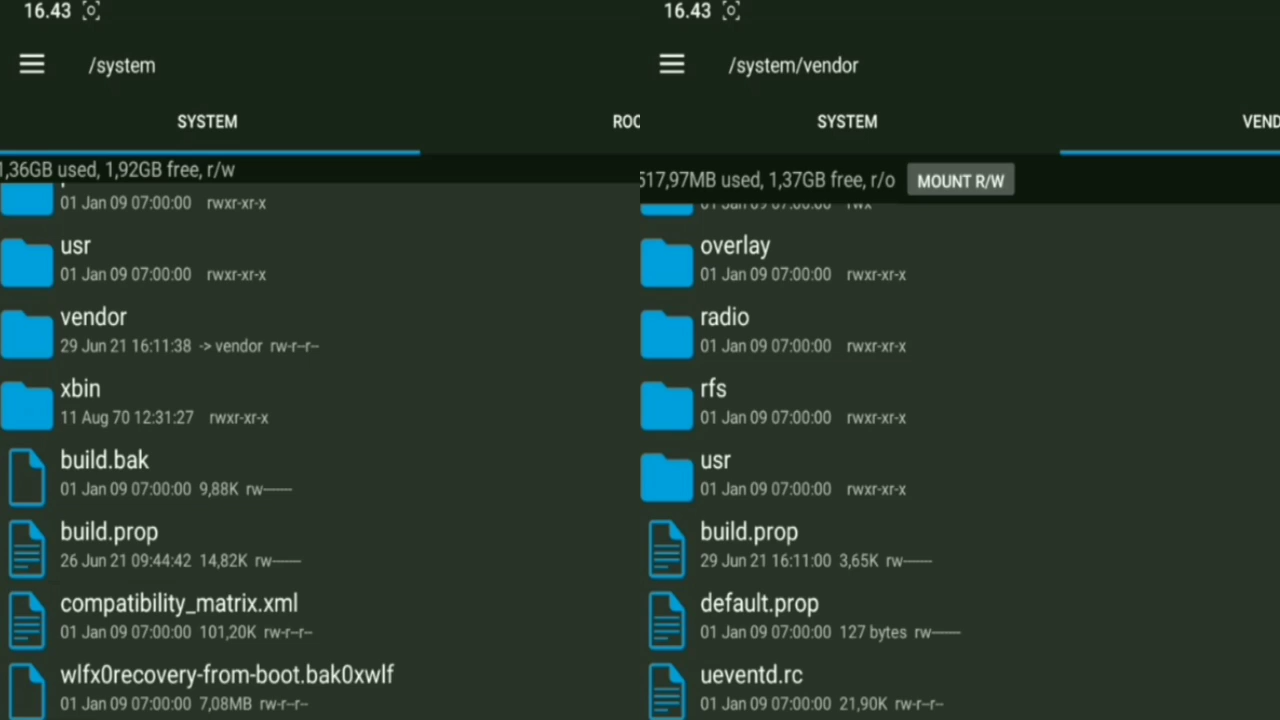 16.43
/system
SYSTEM
ROO
1,36GB used, 1,92GB free, r/w
01 Jan 09 07:00:00 rwxr-xr-x
usr
01 Jan 09 07:00:00 rwxr-xr-x
vendor
29 Jun 21 16:11:38 -> vendor rw-r--r--
xbin
11 Aug 70 12:31:27 rwxr-xr-x
build.bak
01 Jan 09 07:00:00 9,88K rw-------
build.prop
26 Jun 21 09:44:42 14,82K rw-------
compatibility_matrix.xml
01 Jan 09 07:00:00 101,20K rw-r--r--
wlfx0recovery-from-boot.bak0xwlf
01 Jan 09 07:00:00 7,08MB rw-r--r--
16.43
/system/vendor
SYSTEM
VEND
517,97MB used, 1,37GB free, r/o
MOUNT R/W
01 Jan 09 07:00:00 rwx
overlay
01 Jan 09 07:00:00 rwxr-xr-x
radio
01 Jan 09 07:00:00 rwxr-xr-x
rfs
01 Jan 09 07:00:00 rwxr-xr-x
usr
01 Jan 09 07:00:00 rwxr-xr-x
build.prop
29 Jun 21 16:11:00 3,65K rw-------
default.prop
01 Jan 09 07:00:00 127 bytes rw-------
ueventd.rc
01 Jan 09 07:00:00 21,90K rw-r--r--